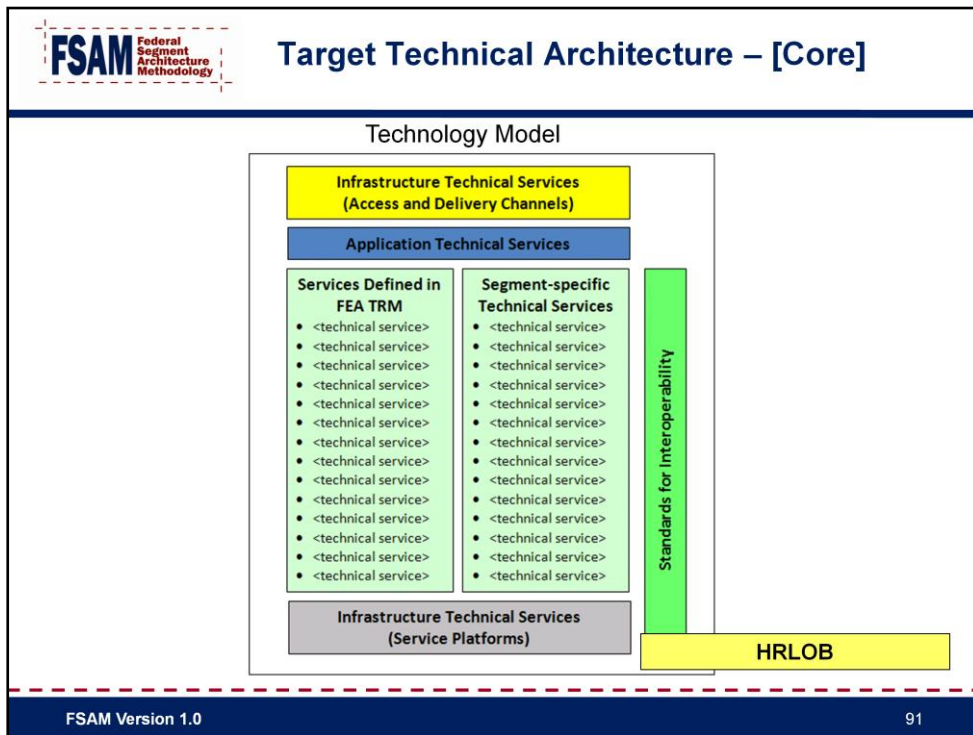 FSAM Federal
Segment
Architecture
Methodology
Target Technical Architecture – [Core]
Technology Model
Infrastructure Technical Services
(Access and Delivery Channels)
Application Technical Services
Services Defined in
FEA TRM
• <technical service>
• <technical service>
• <technical service>
• <technical service>
• <technical service>
• <technical service>
• <technical service>
• <technical service>
• <technical service>
• <technical service>
• <technical service>
• <technical service>
• <technical service>
• <technical service>
Segment-specific
Technical Services
• <technical service>
• <technical service>
• <technical service>
• <technical service>
• <technical service>
• <technical service>
• <technical service>
• <technical service>
• <technical service>
• <technical service>
• <technical service>
• <technical service>
• <technical service>
• <technical service>
Standards for Interoperability
Infrastructure Technical Services
(Service Platforms)
HRLOB
FSAM Version 1.0
91